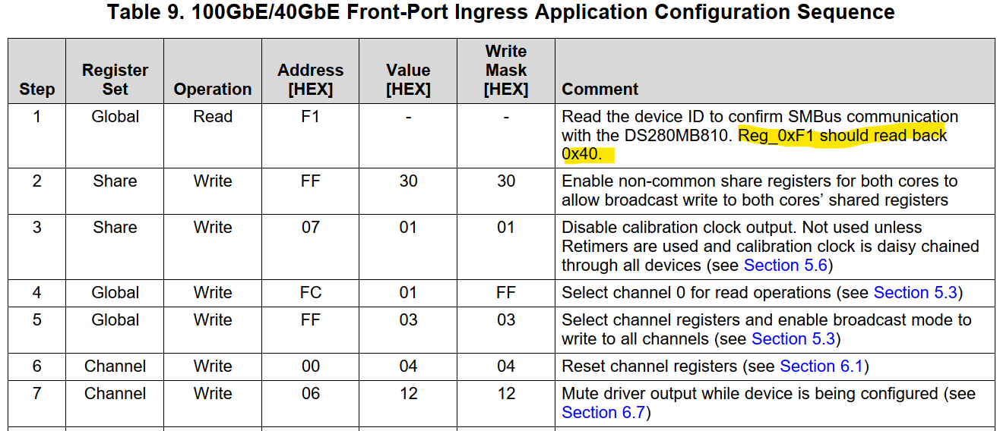 Table 9. 100GbE/40GbE Front-Port Ingress Application Configuration Sequence
Step
Register
Set
Operation
Address
[HEX]
Value
[HEX]
Write
Mask
[HEX]
Comment
1 Global Read F1 - - Read the device ID to confirm SMBus communication
with the DS280MB810. Reg_0xF1 should read back
0x40.
2 Share Write FF 30 30 Enable non-common share registers for both cores to
allow broadcast write to both cores’ shared registers
3 Share Write 07 01 01 Disable calibration clock output. Not used unless
Retimers are used and calibration clock is daisy chained
through all devices (see Section 5.6)
4 Global Write FC 01 FF Select channel 0 for read operations (see Section 5.3)
5 Global Write FF 03 03 Select channel registers and enable broadcast mode to
write to all channels (see Section 5.3)
6 Channel Write 00 04 04 Reset channel registers (see Section 6.1)
7 Channel Write 06 12 12 Mute driver output while device is being configured (see
Section 6.7)